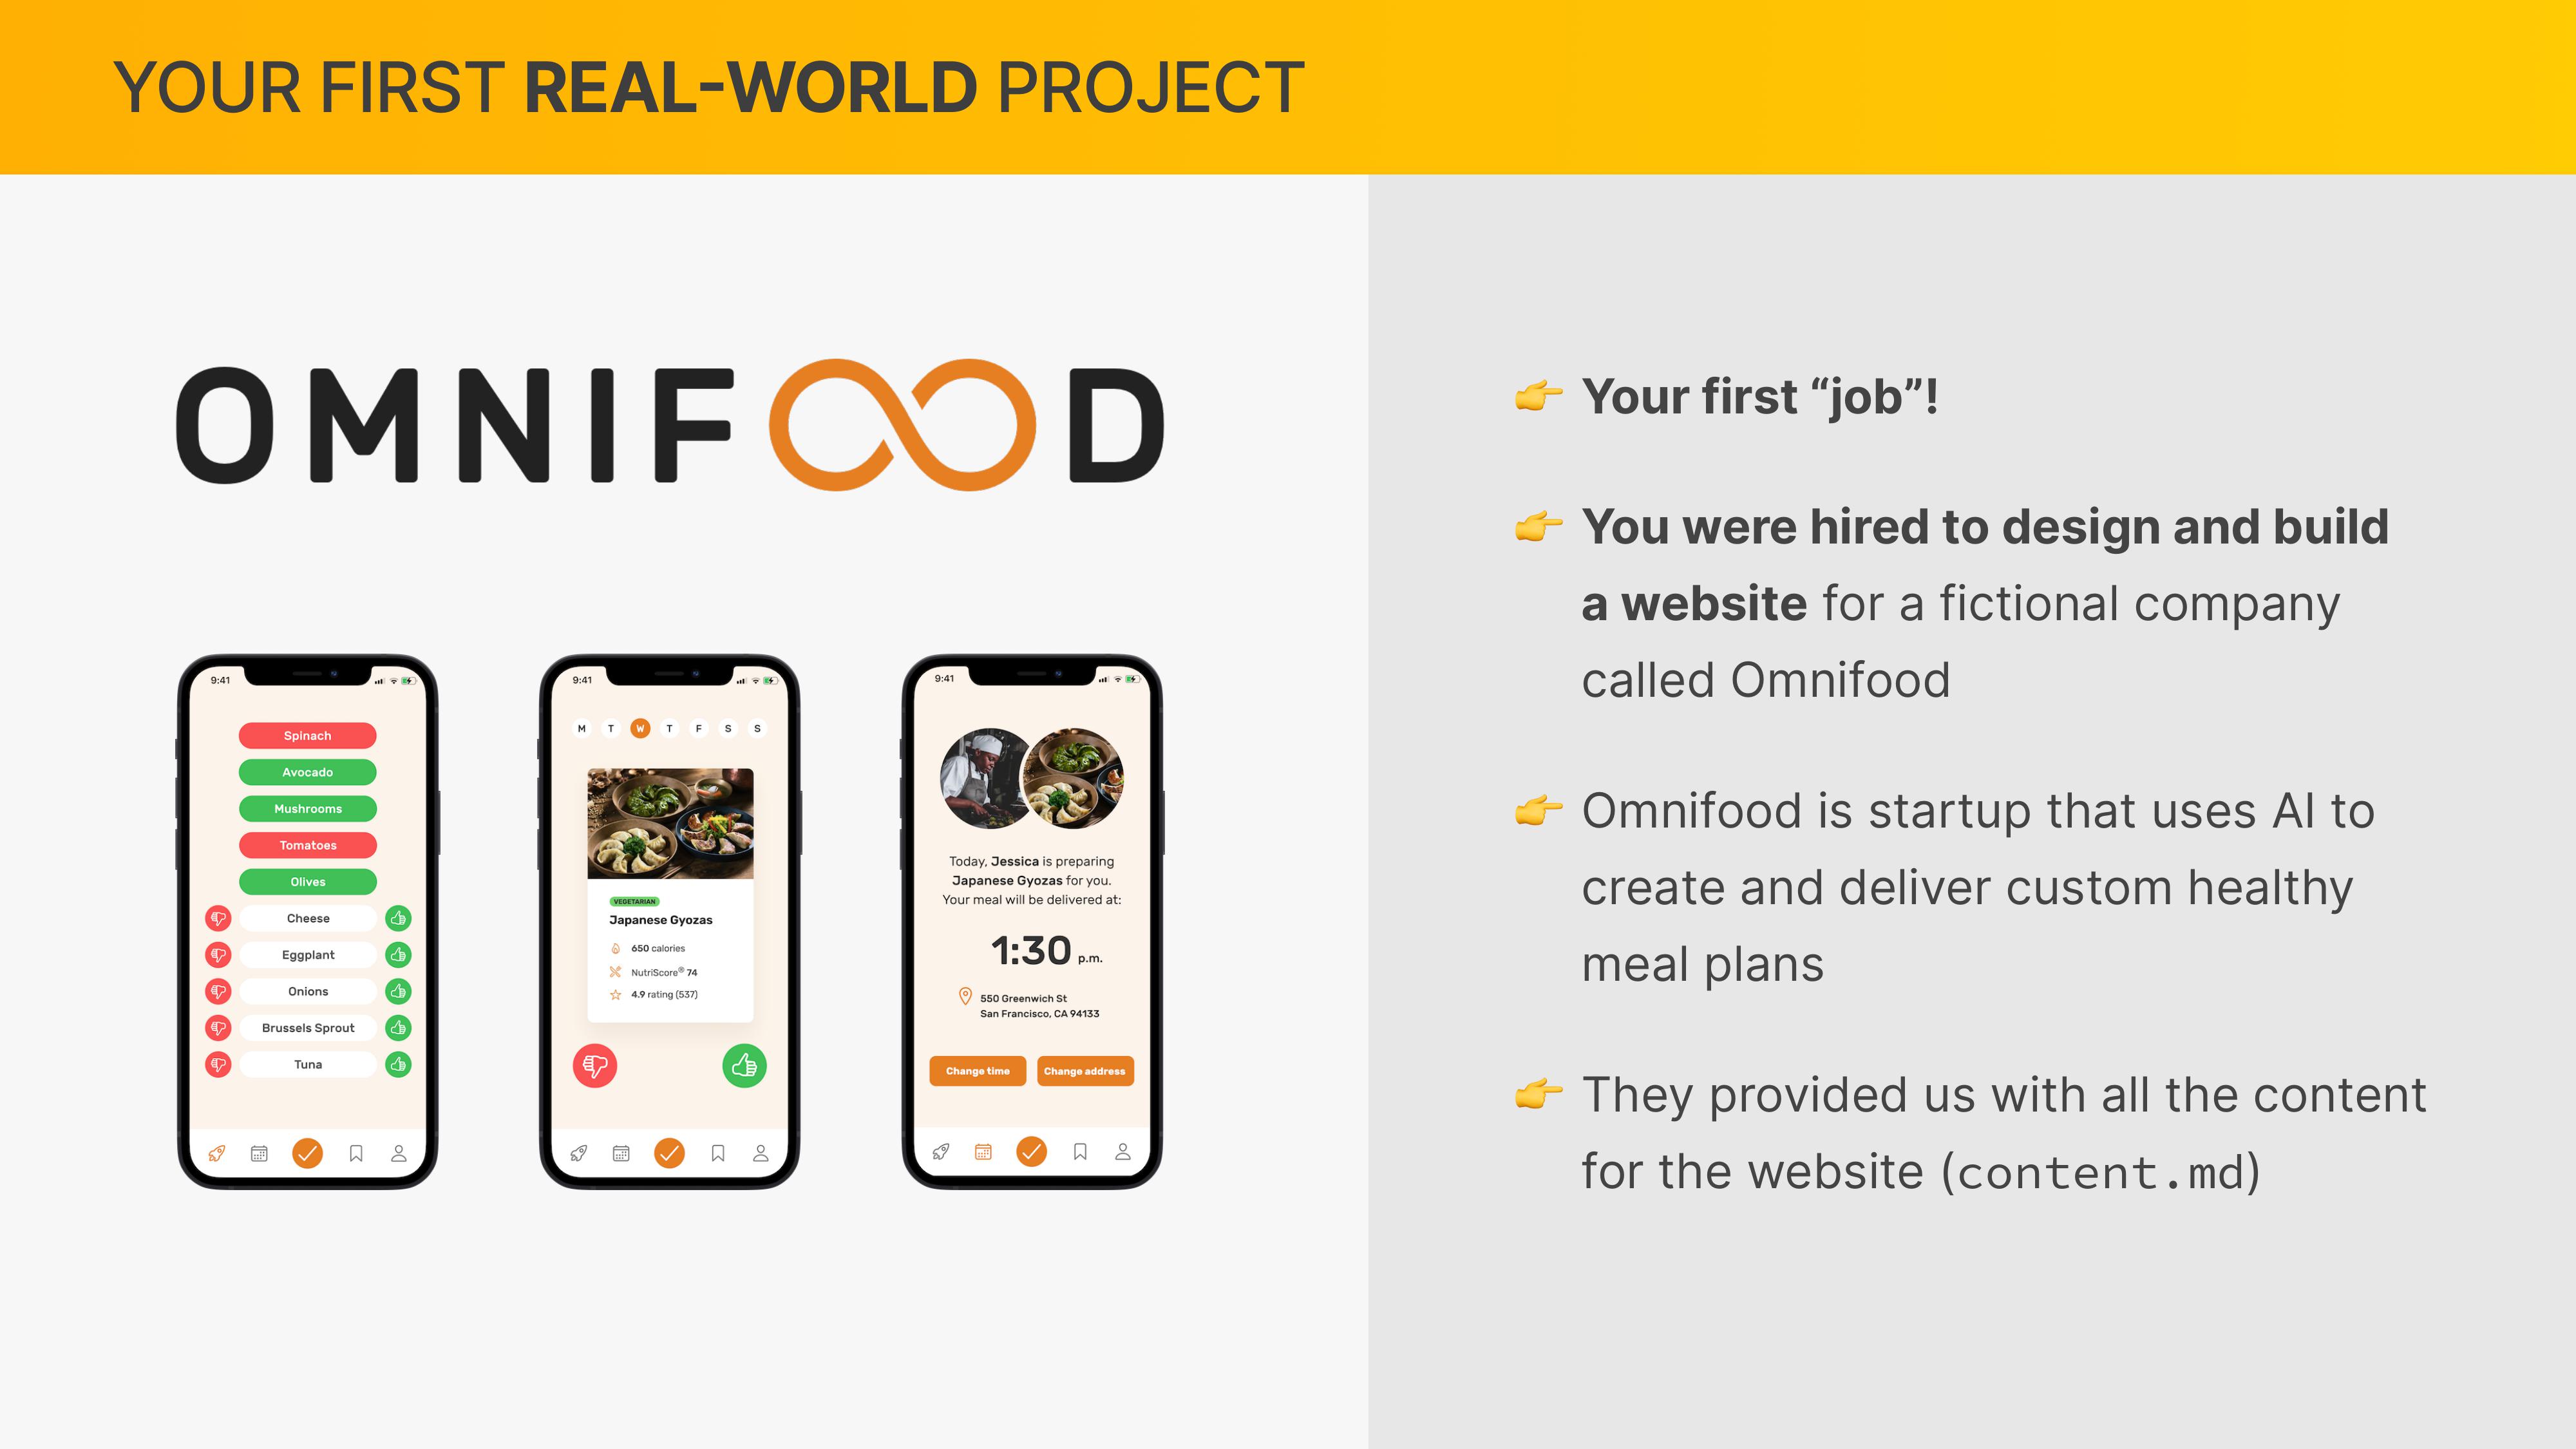 YOUR FIRST REAL-WORLD PROJECT
OMNIFOOD
9:41
Spinach
Avocado
Mushrooms
Tomatoes
Olives
Cheese
Eggplant
Onions
Brussels Sprout
Tuna
9:41
M T W T F S S
VEGETARIAN
Japanese Gyozas
650 calories
NutriScore® 74
4.9 rating (537)
9:41
Today, Jessica is preparing
Japanese Gyozas for you.
Your meal will be delivered at:
1:30 p.m.
550 Greenwich St
San Francisco, CA 94133
Change time Change address
👉 Your first “job”!
👉 You were hired to design and build
a website for a fictional company
called Omnifood
👉 Omnifood is startup that uses AI to
create and deliver custom healthy
meal plans
👉 They provided us with all the content
for the website (content.md)